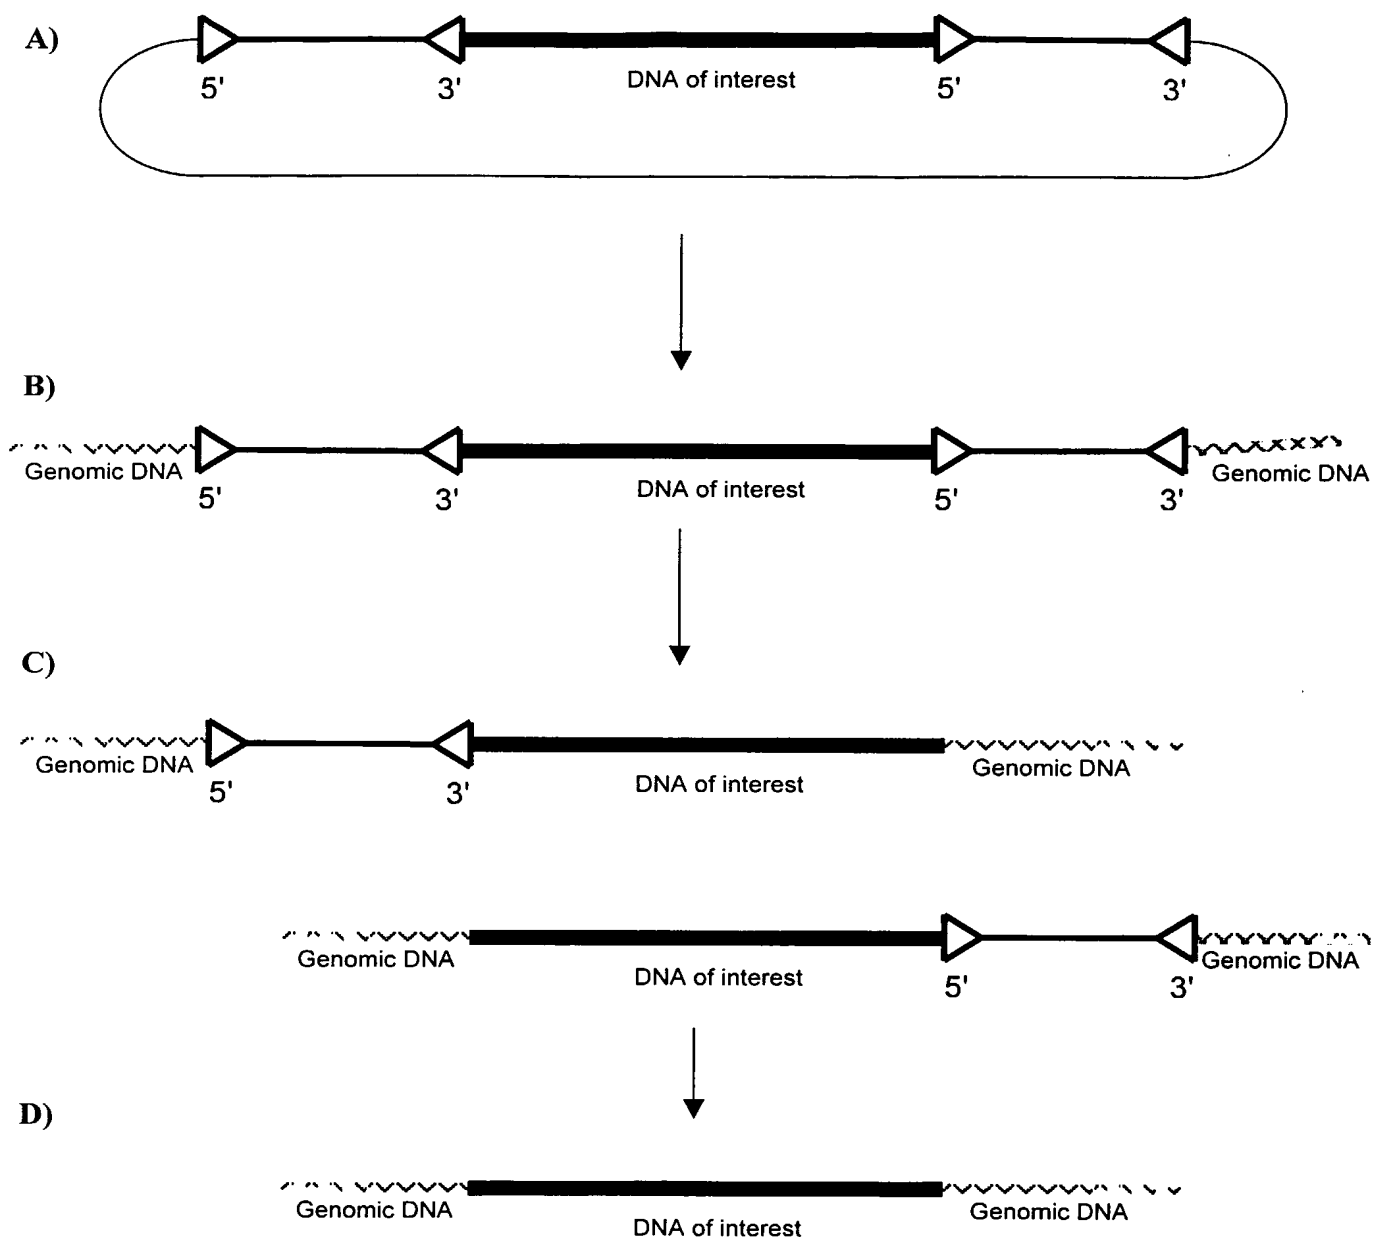 A)
5' 3' DNA of interest 5' 3'
B)
Genomic DNA 5' 3' DNA of interest 5' 3' Genomic DNA
C)
Genomic DNA 5' 3' DNA of interest Genomic DNA
Genomic DNA DNA of interest 5' 3' Genomic DNA
D)
Genomic DNA DNA of interest Genomic DNA